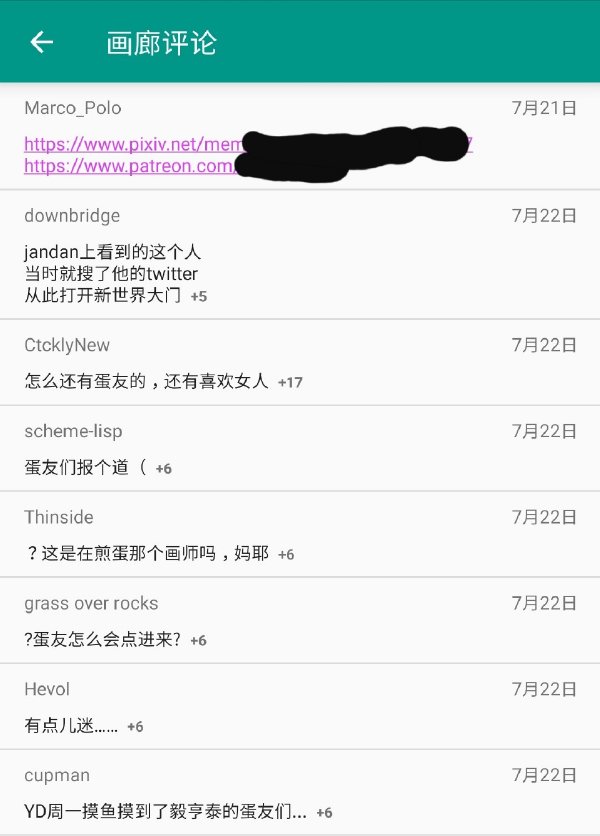 画廊评论
Marco_Polo 7月21日
https://www.pixiv.net/mem
https://www.patreon.com/
downbridge 7月22日
jandan上看到的这个人
当时就搜了他的twitter
从此打开新世界大门 +5
CtcklyNew 7月22日
怎么还有蛋友的，还有喜欢女人 +17
scheme-lisp 7月22日
蛋友们报个道（ +6
Thinside 7月22日
？这是在煎蛋那个画师吗，妈耶 +6
grass over rocks 7月22日
?蛋友怎么会点进来? +6
Hevol 7月22日
有点儿迷…… +6
cupman 7月22日
YD周一摸鱼摸到了毅亨泰的蛋友们... +6